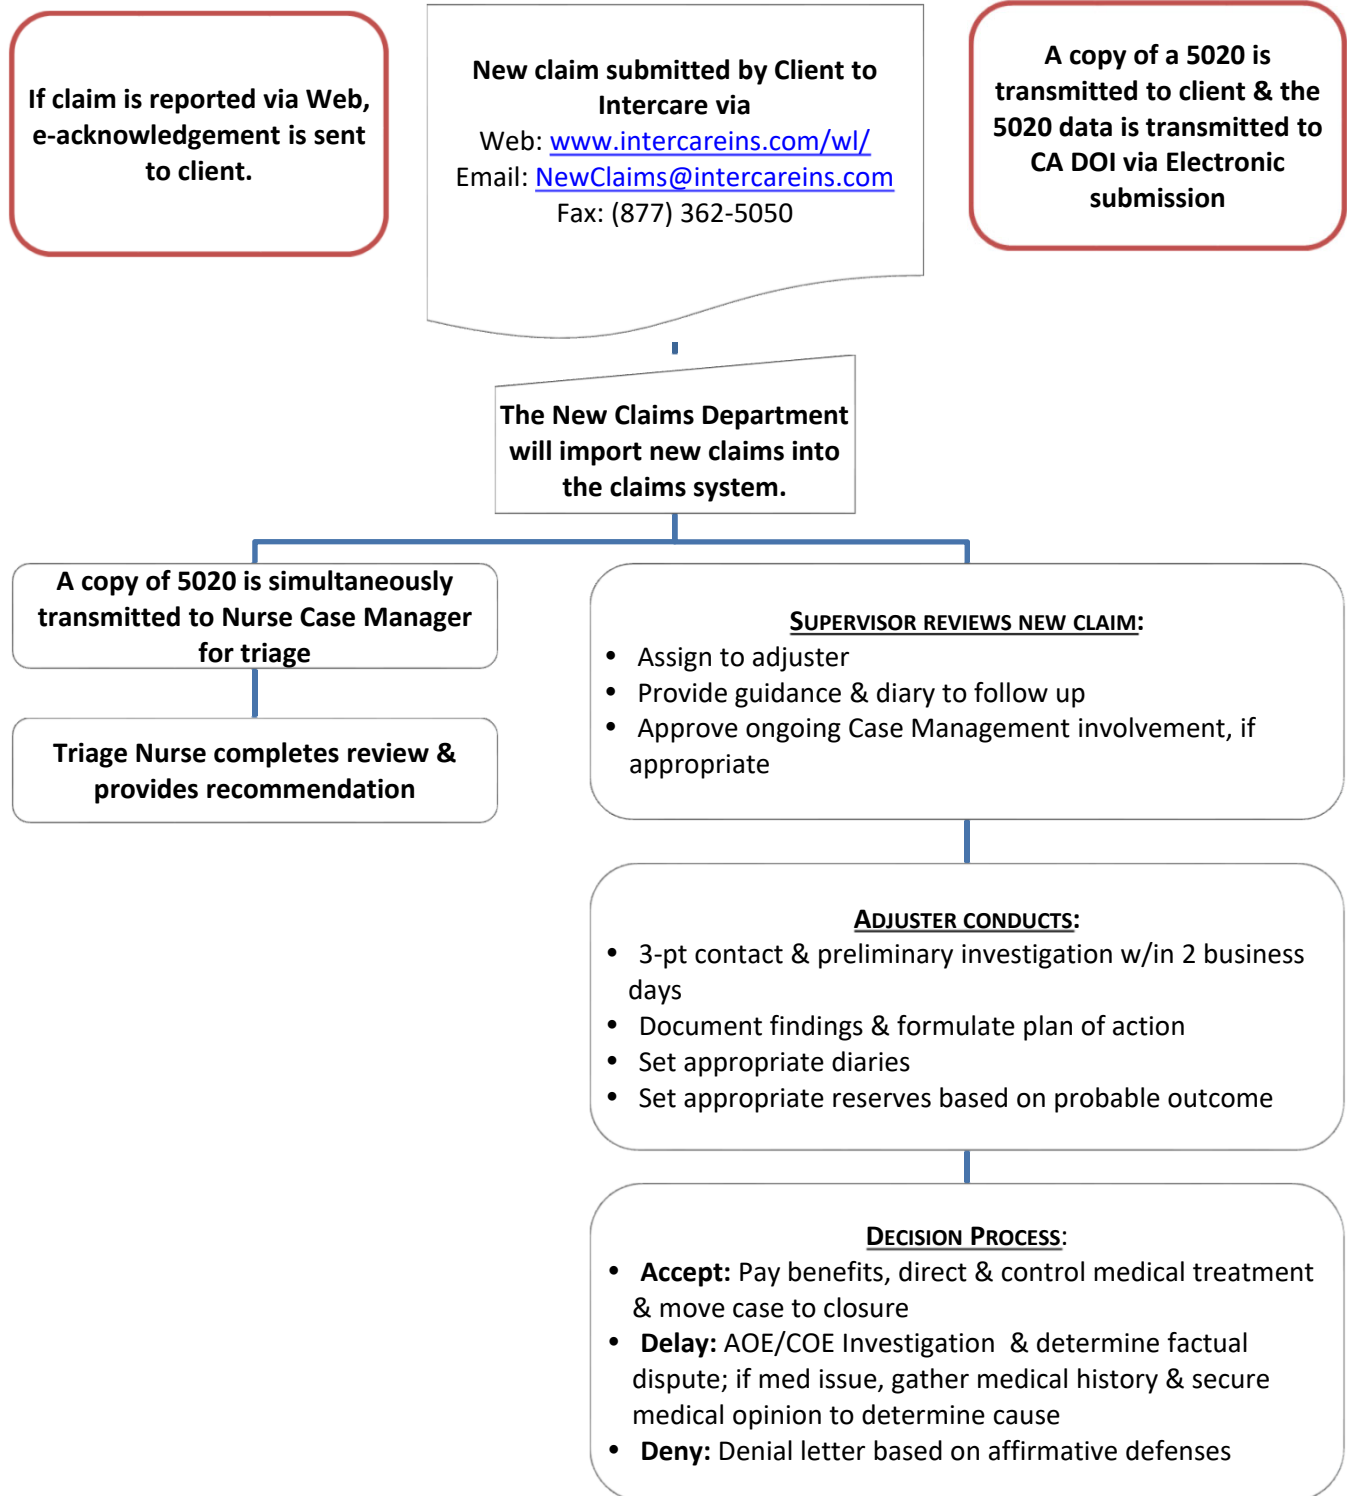 If claim is reported via Web,
e-acknowledgement is sent
to client.
New claim submitted by Client to
Intercare via
Web: www.intercareins.com/wl/
Email: NewClaims@intercareins.com
Fax: (877) 362-5050
A copy of a 5020 is
transmitted to client & the
5020 data is transmitted to
CA DOI via Electronic
submission
The New Claims Department
will import new claims into
the claims system.
A copy of 5020 is simultaneously
transmitted to Nurse Case Manager
for triage
Triage Nurse completes review &
provides recommendation
SUPERVISOR REVIEWS NEW CLAIM:
• Assign to adjuster
• Provide guidance & diary to follow up
• Approve ongoing Case Management involvement, if
appropriate
ADJUSTER CONDUCTS:
• 3-pt contact & preliminary investigation w/in 2 business
days
• Document findings & formulate plan of action
• Set appropriate diaries
• Set appropriate reserves based on probable outcome
DECISION PROCESS:
• Accept: Pay benefits, direct & control medical treatment
& move case to closure
• Delay: AOE/COE Investigation & determine factual
dispute; if med issue, gather medical history & secure
medical opinion to determine cause
• Deny: Denial letter based on affirmative defenses